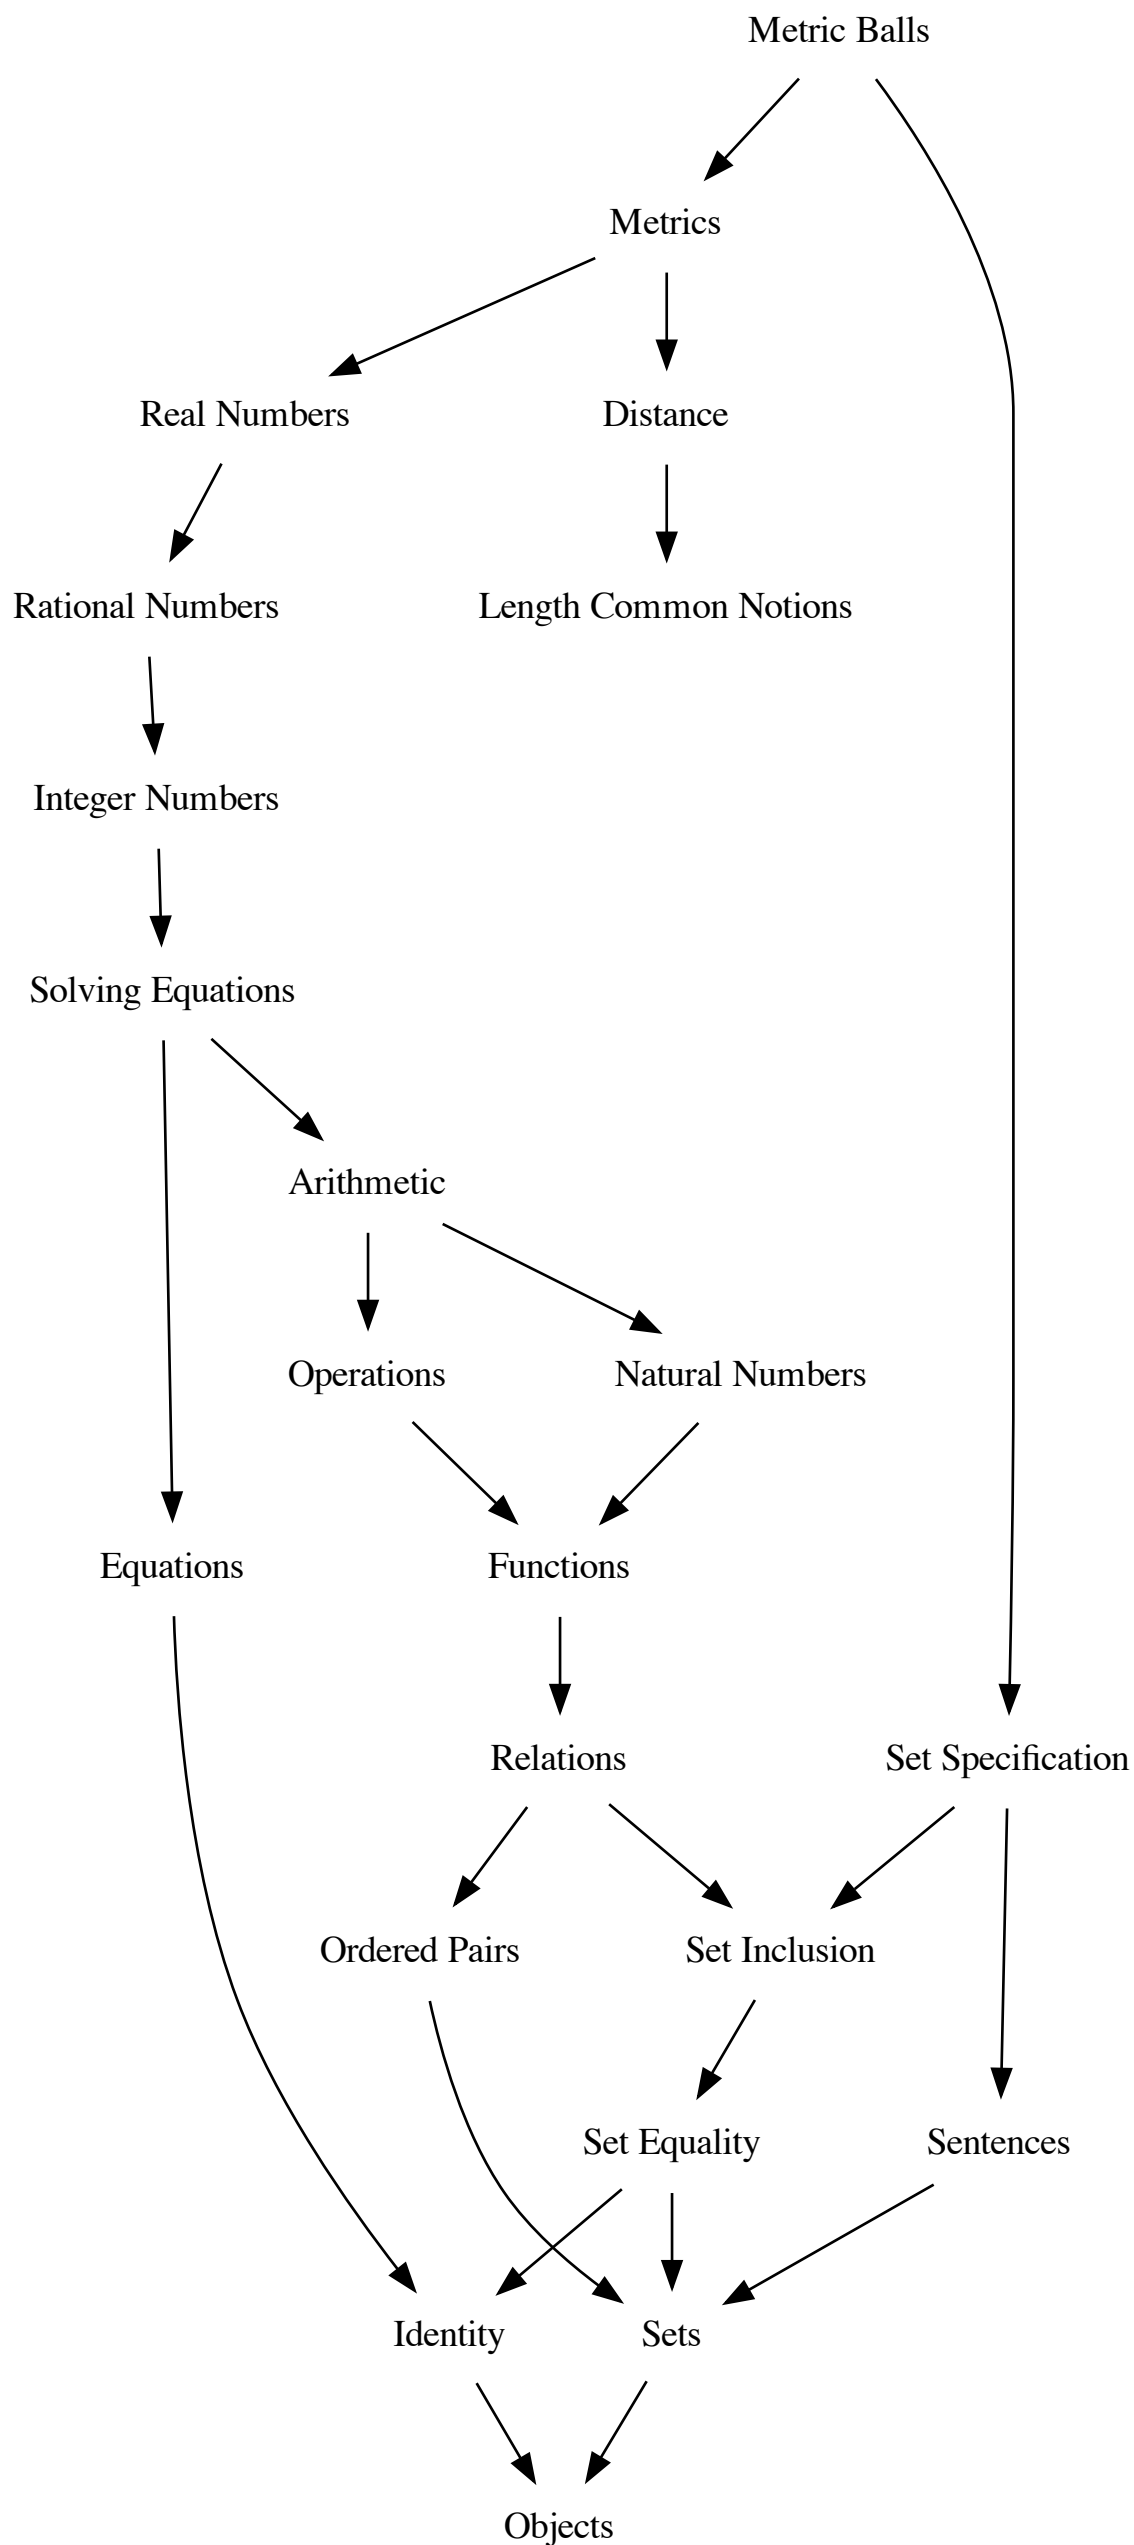 Metric Balls
Metrics
Real Numbers
Distance
Rational Numbers
Length Common Notions
Integer Numbers
Solving Equations
Arithmetic
Operations
Natural Numbers
Equations
Functions
Relations
Set Specification
Ordered Pairs
Set Inclusion
Set Equality
Sentences
Identity
Sets
Objects